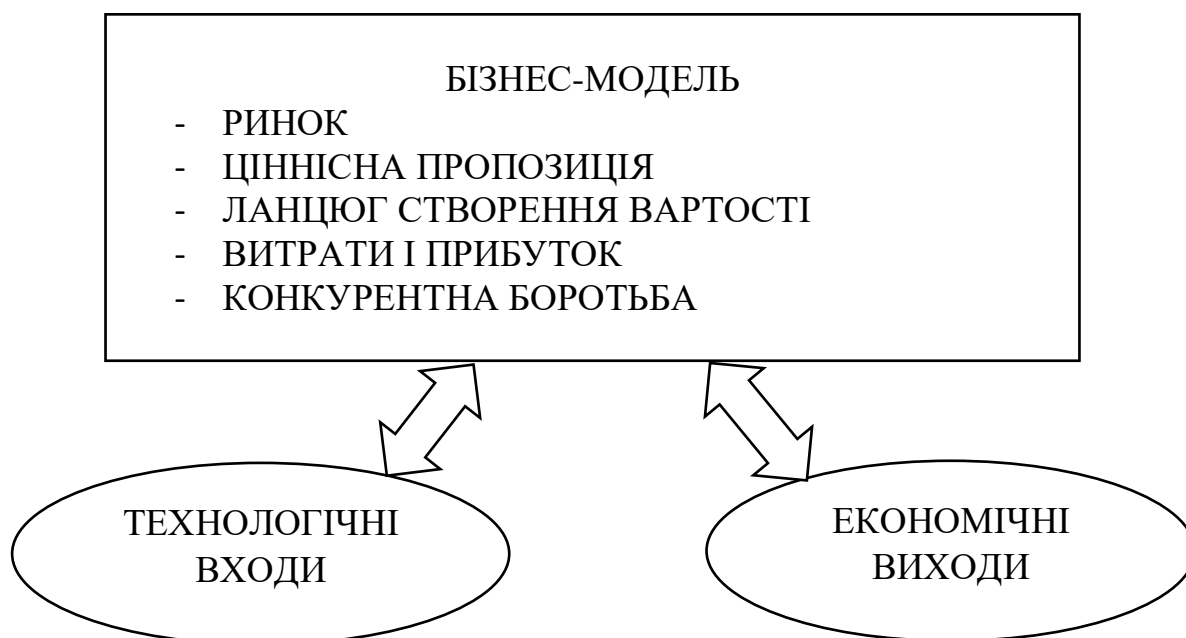 БІЗНЕС-МОДЕЛЬ
- РИНОК
- ЦІННІСНА ПРОПОЗИЦІЯ
- ЛАНЦЮГ СТВОРЕННЯ ВАРТОСТІ
- ВИТРАТИ І ПРИБУТОК
- КОНКУРЕНТНА БОРОТЬБА
ТЕХНОЛОГІЧНІ
ВХОДИ
ЕКОНОМІЧНІ
ВИХОДИ